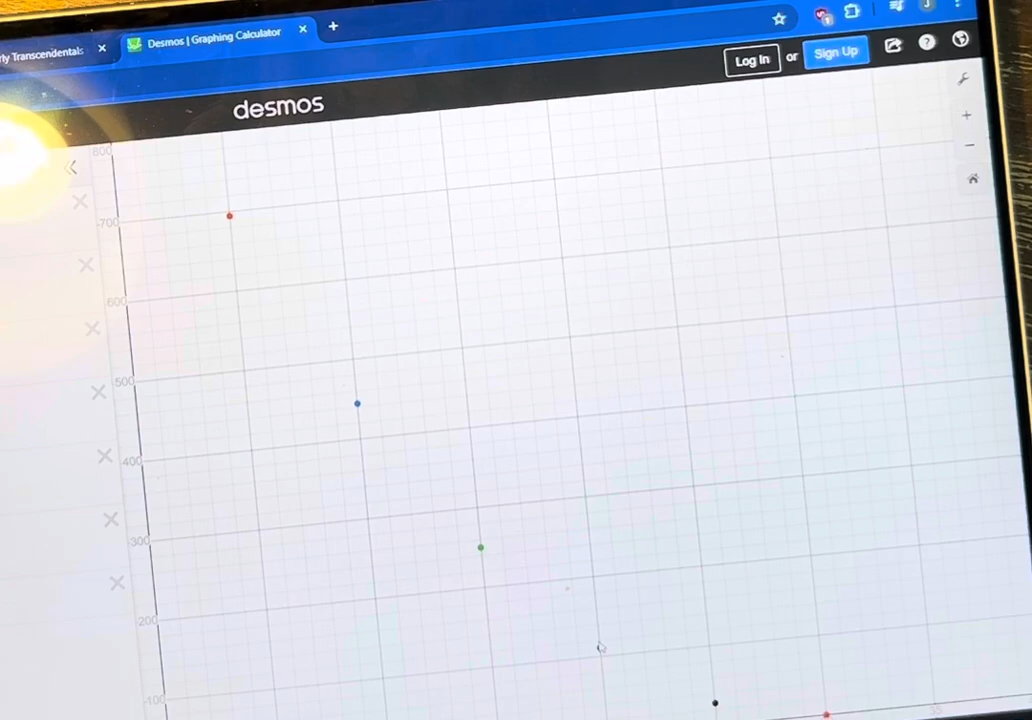 rly Transcendentals
Desmos | Graphing Calculator
Log In or Sign Up
desmos
800
700
600
500
400
300
200
100
35